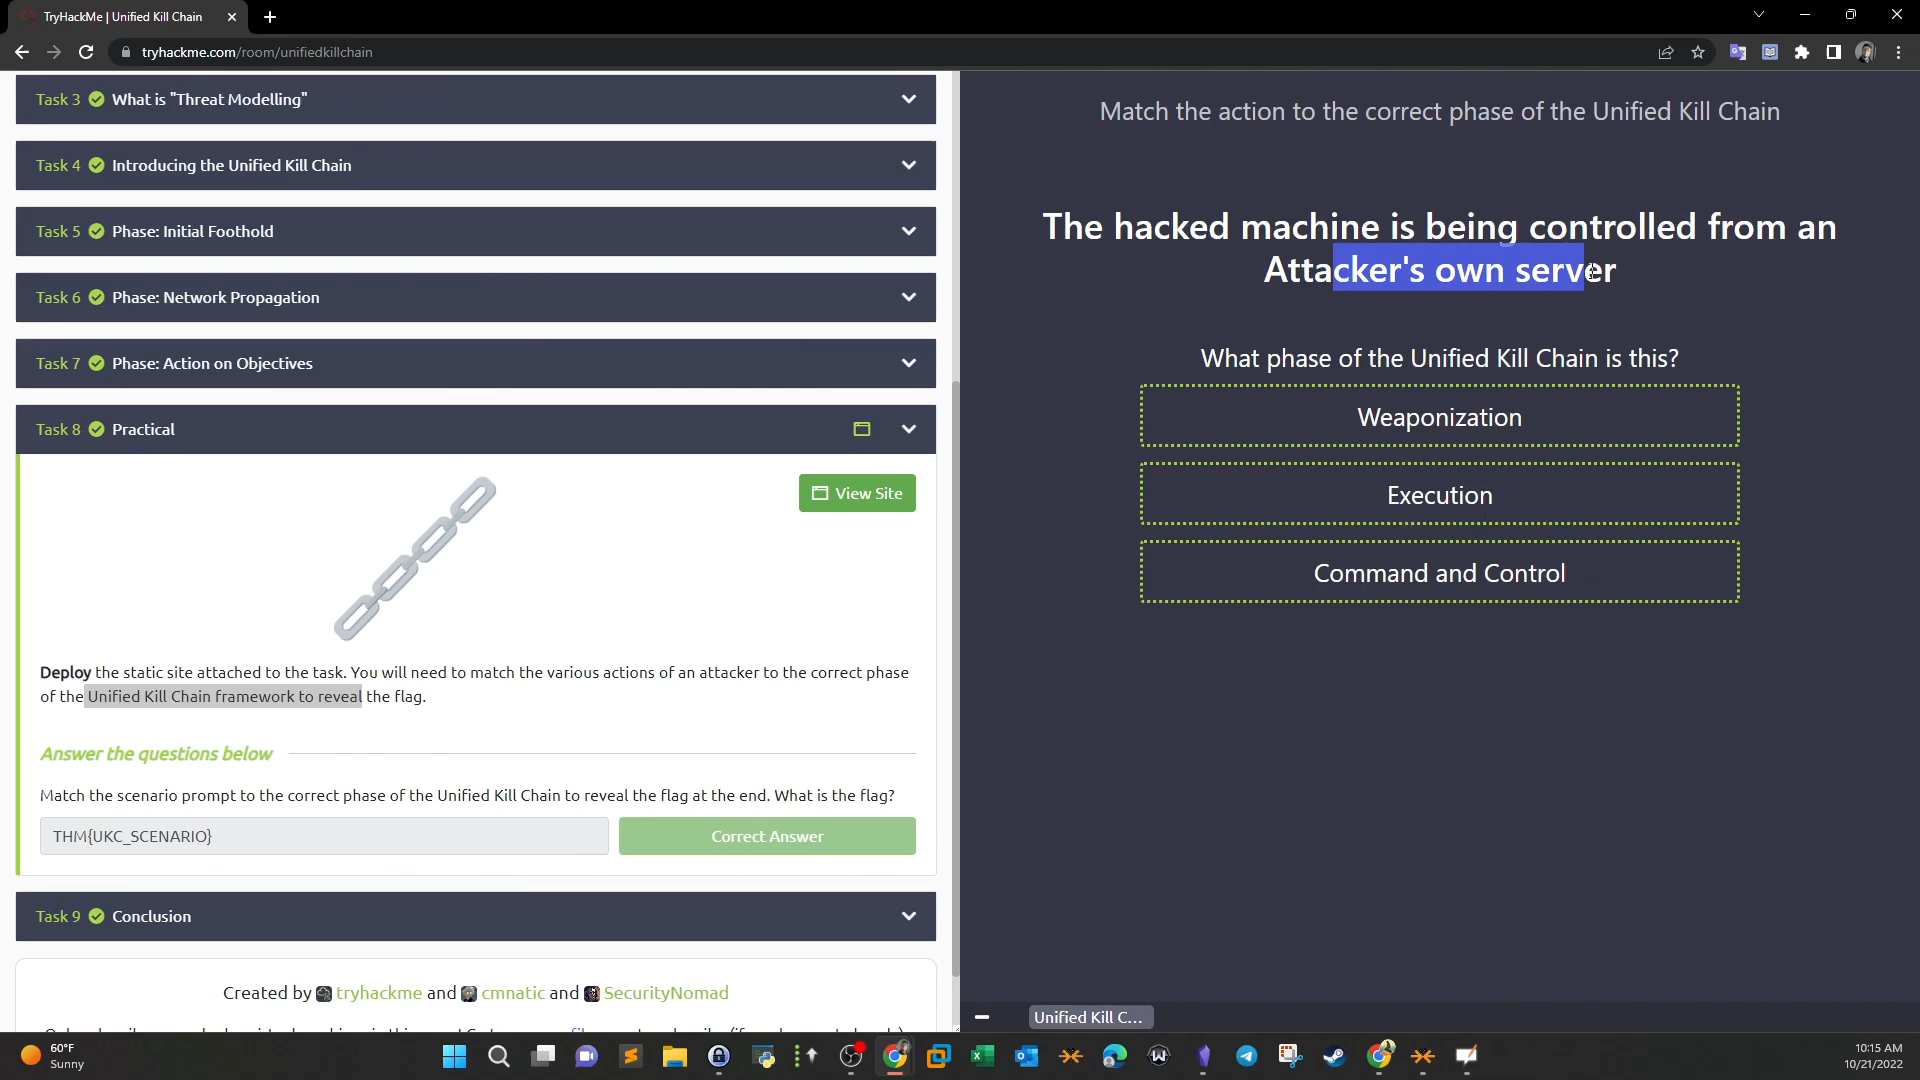 TryHackMe | Unified Kill Chain
tryhackme.com/room/unifiedkillchain
Task 3 What is "Threat Modelling"
Task 4 Introducing the Unified Kill Chain
Task 5 Phase: Initial Foothold
Task 6 Phase: Network Propagation
Task 7 Phase: Action on Objectives
Task 8 Practical
View Site
Deploy the static site attached to the task. You will need to match the various actions of an attacker to the correct phase
of the Unified Kill Chain framework to reveal the flag.
Answer the questions below
Match the scenario prompt to the correct phase of the Unified Kill Chain to reveal the flag at the end. What is the flag?
THM{UKC_SCENARIO}
Correct Answer
Task 9 Conclusion
Created by tryhackme and cmnatic and SecurityNomad
Match the action to the correct phase of the Unified Kill Chain
The hacked machine is being controlled from an
Attacker's own server
What phase of the Unified Kill Chain is this?
Weaponization
Execution
Command and Control
Unified Kill C...
60°F
Sunny
10:15 AM
10/21/2022